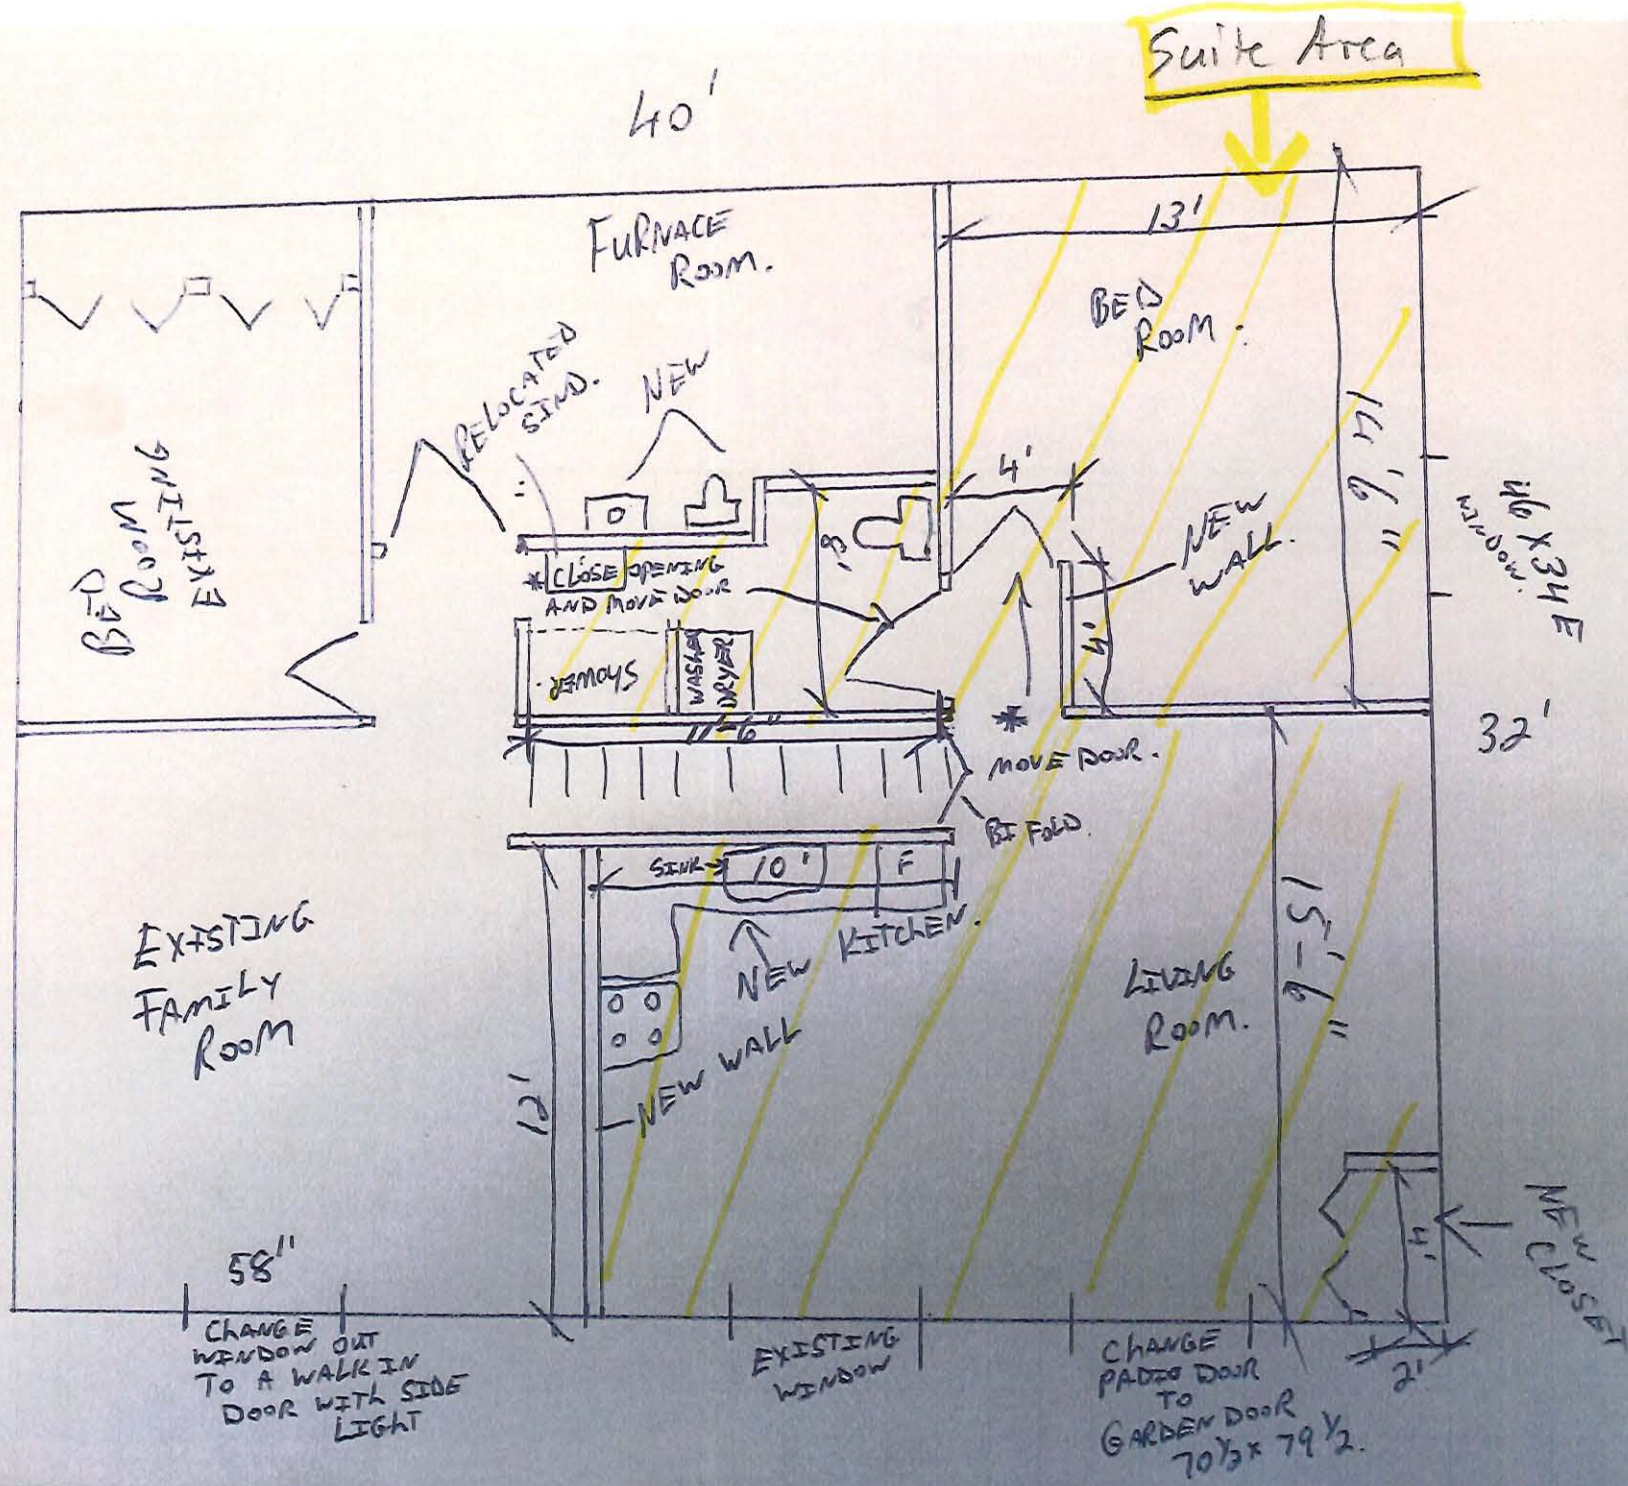 Suite Area
40'
13'
FURNACE
ROOM.
BED
ROOM.
14'6"
46 X34E
WINDOW.
RELOCATED
SIND.
NEW
4'
NEW
WALL.
4'
8'
* CLOSE OPENING
AND MOVE DOOR
SHOWER
WASHER
DRYER
11'-6"
EXISTING
BED
ROOM
*
MOVE DOOR.
BI FOLD.
32'
SINK→
10'
F
NEW KITCHEN.
NEW WALL
12'
EXISTING
FAMILY
ROOM
LIVING
ROOM.
15'-6"
4'
NEW
CLOSET
2'
58"
CHANGE
WINDOW OUT
TO A WALK IN
DOOR WITH SIDE
LIGHT
EXISTING
WINDOW
CHANGE
PADIO DOOR
TO
GARDEN DOOR
70 1/2 x 79 1/2.